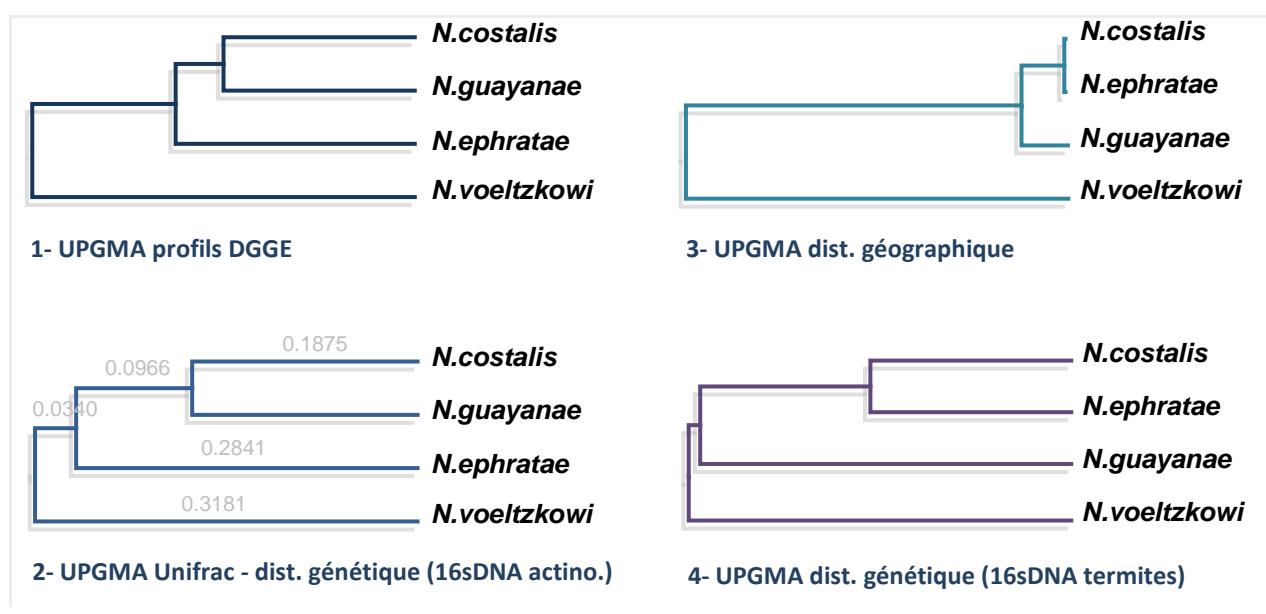 N.costalis
N.guayanae
N.ephratae
N.voeltzkowi
1- UPGMA profils DGGE
N.costalis
N.ephratae
N.guayanae
N.voeltzkowi
3- UPGMA dist. géographique
0.1875
N.costalis
0.0966
N.guayanae
0.0340
0.2841
N.ephratae
0.3181
N.voeltzkowi
2- UPGMA Unifrac - dist. génétique (16sDNA actino.)
N.costalis
N.ephratae
N.guayanae
N.voeltzkowi
4- UPGMA dist. génétique (16sDNA termites)